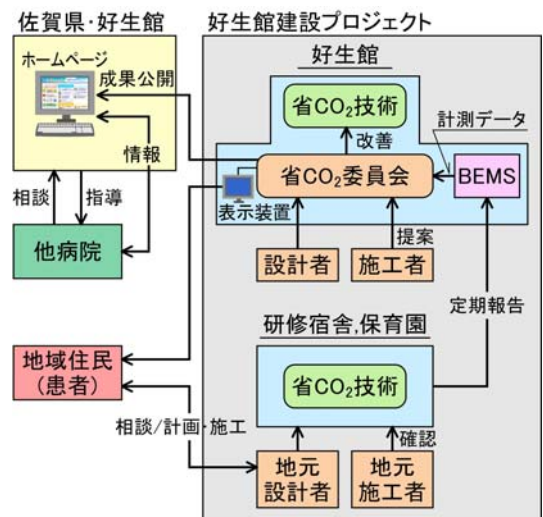 佐賀県・好生館
好生館建設プロジェクト
ホームページ
成果公開
情報
相談
指導
他病院
地域住民
(患者)
相談/計画・施工
好生館
省CO₂技術
改善
計測データ
省CO₂委員会
BEMS
表示装置
提案
設計者
施工者
定期報告
研修宿舎,保育園
省CO₂技術
確認
地元
設計者
地元
施工者